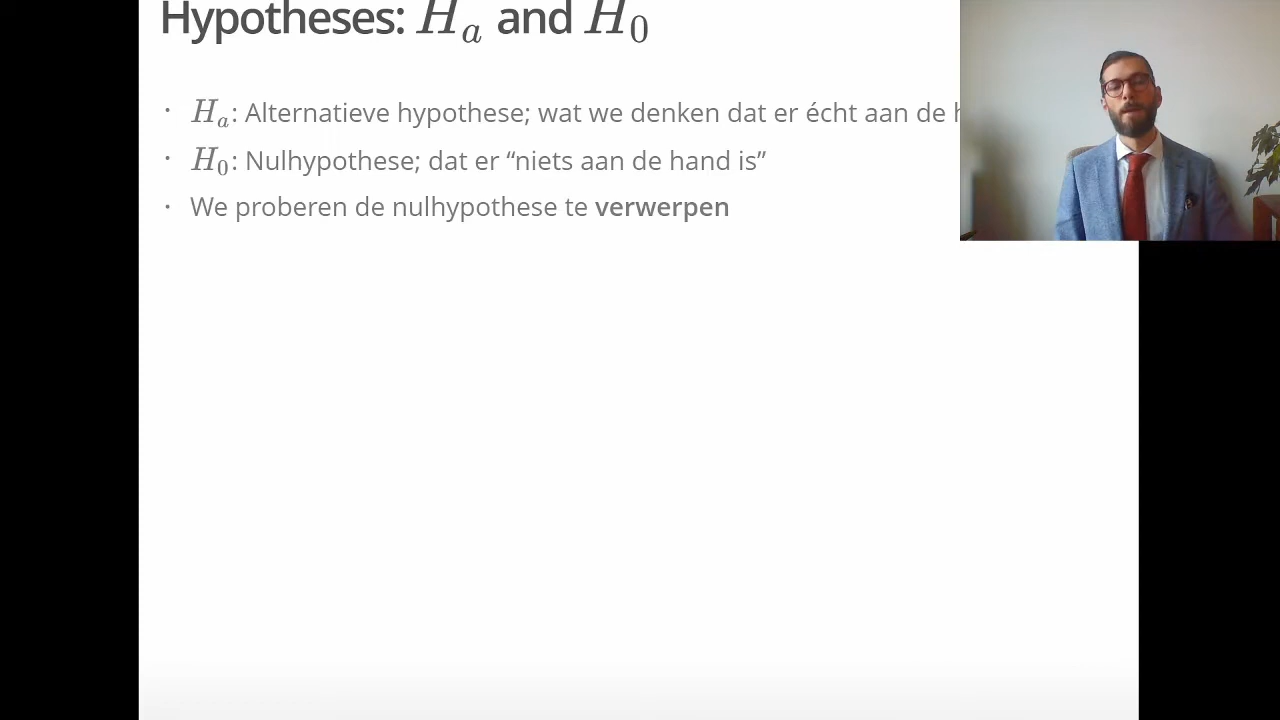 Hypotheses: Hₐ and H₀
· Hₐ: Alternatieve hypothese; wat we denken dat er écht aan de
· H₀: Nulhypothese; dat er “niets aan de hand is”
· We proberen de nulhypothese te verwerpen